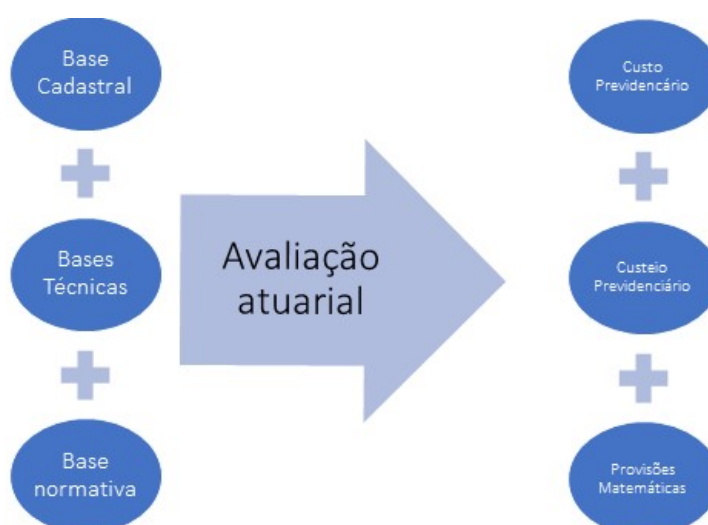 Base
Cadastral
Bases
Técnicas
Base
normativa
Avaliação
atuarial
Custo
Previdencário
Custeio
Previdenciário
Provisões
Matemáticas